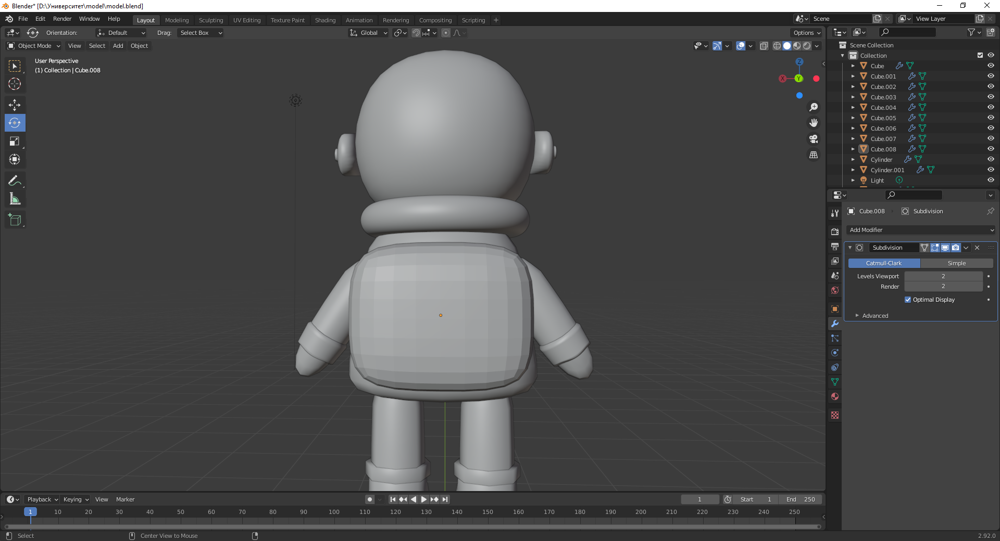 Blender* [D:\Университет\model\model.blend]
File Edit Render Window Help
Layout Modeling Sculpting UV Editing Texture Paint Shading Animation Rendering Compositing Scripting +
Scene
View Layer
Orientation: Default Drag: Select Box
Global
Options
Object Mode View Select Add Object
User Perspective
(1) Collection | Cube.008
Z
X
Y
Scene Collection
Collection
Cube
Cube.001
Cube.002
Cube.003
Cube.004
Cube.005
Cube.006
Cube.007
Cube.008
Cylinder
Cylinder.001
Light
Cube.008 Subdivision
Add Modifier
Subdivision
Catmull-Clark Simple
Levels Viewport 2
Render 2
Optimal Display
Advanced
Playback Keying View Marker
1
Start 1
End 250
1 10 20 30 40 50 60 70 80 90 100 110 120 130 140 150 160 170 180 190 200 210 220 230 240 250
Select
Center View to Mouse
2.92.0